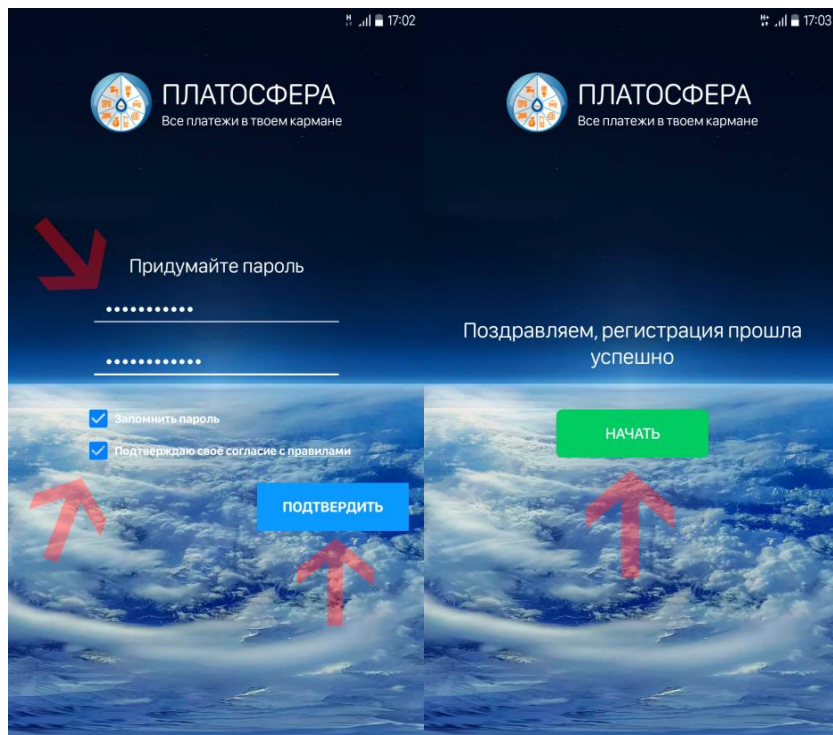 H 17:02
ПЛАТОСФЕРА
Все платежи в твоем кармане
Придумайте пароль
•••••••••••
••••••••••••
Запомнить пароль
Подтверждаю свое согласие с правилами
ПОДТВЕРДИТЬ
H+ 17:03
ПЛАТОСФЕРА
Все платежи в твоем кармане
Поздравляем, регистрация прошла
успешно
НАЧАТЬ